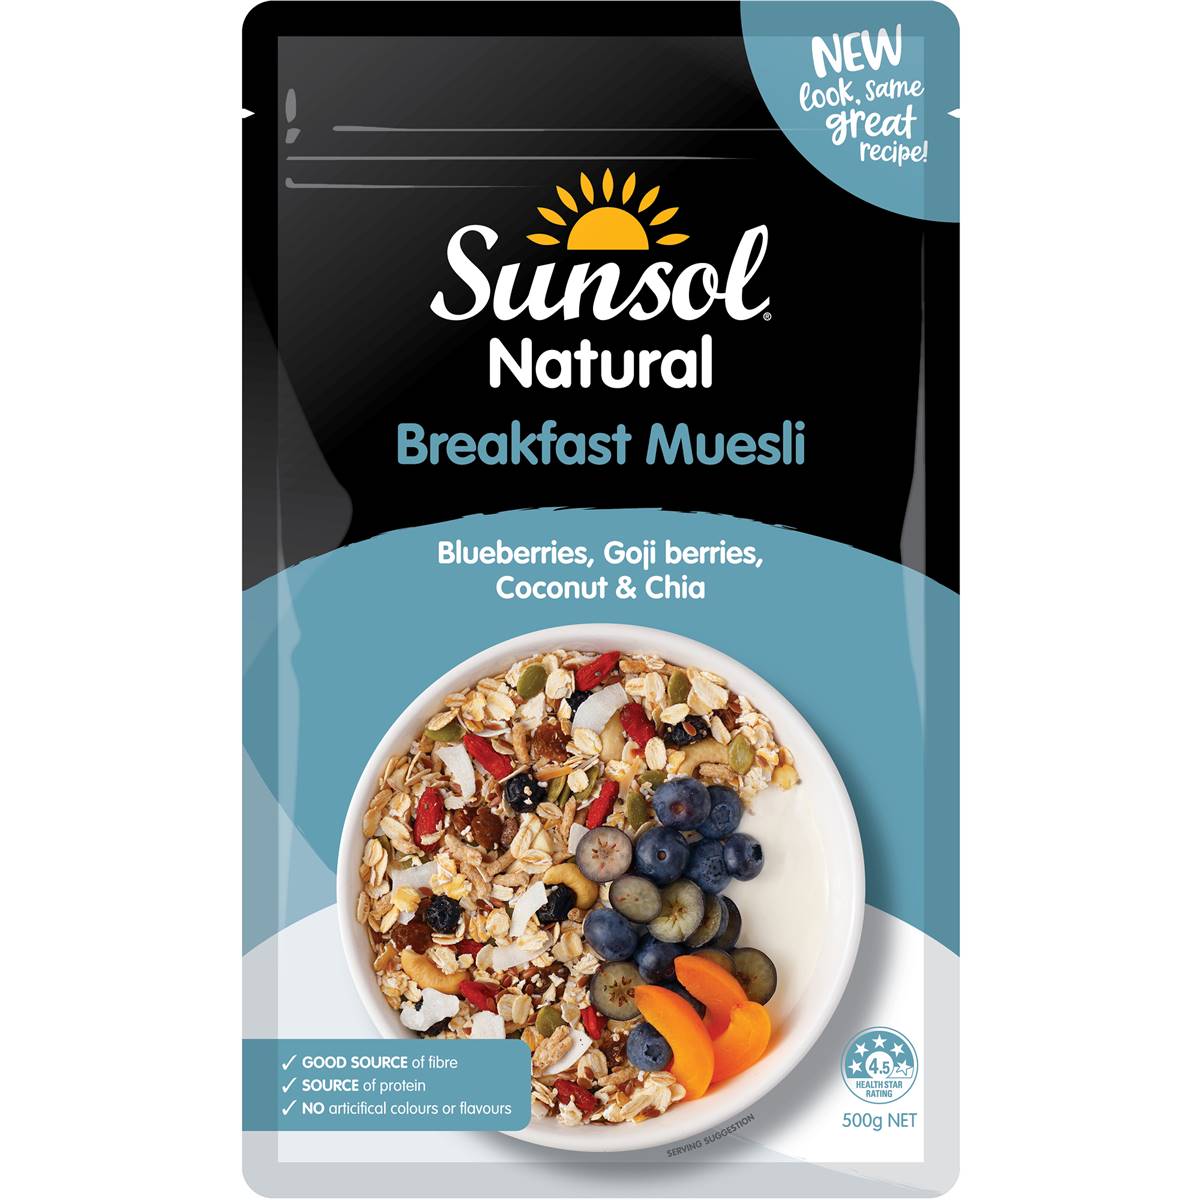 NEW
look, same
great
recipe!
Sunsol®
Natural
Breakfast Muesli
Blueberries, Goji berries,
Coconut & Chia
✓ GOOD SOURCE of fibre
✓ SOURCE of protein
✓ NO articifical colours or flavours
4.5
HEALTH STAR
RATING
500g NET
SERVING SUGGESTION